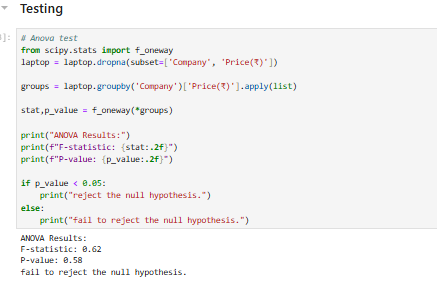 Testing
]:
# Anova test
from scipy.stats import f_oneway
laptop = laptop.dropna(subset=['Company', 'Price(₹)'])
groups = laptop.groupby('Company')['Price(₹)'].apply(list)
stat,p_value = f_oneway(*groups)
print("ANOVA Results:")
print(f"F-statistic: {stat:.2f}")
print(f"P-value: {p_value:.2f}")
if p_value < 0.05:
    print("reject the null hypothesis.")
else:
    print("fail to reject the null hypothesis.")
ANOVA Results:
F-statistic: 0.62
P-value: 0.58
fail to reject the null hypothesis.